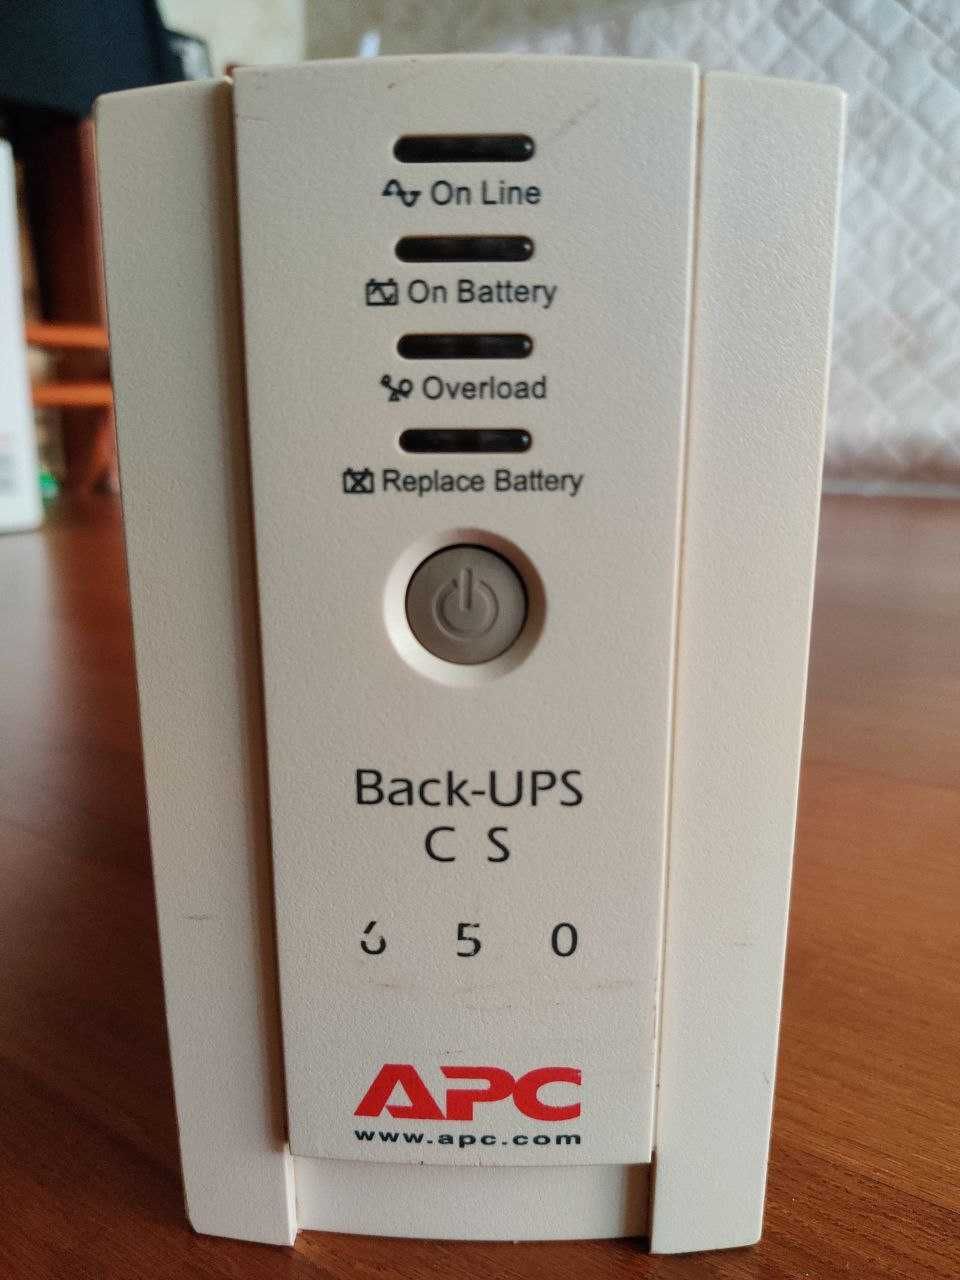 On Line
On Battery
Overload
Replace Battery
Back-UPS
C S
6 5 0
APC
www.apc.com